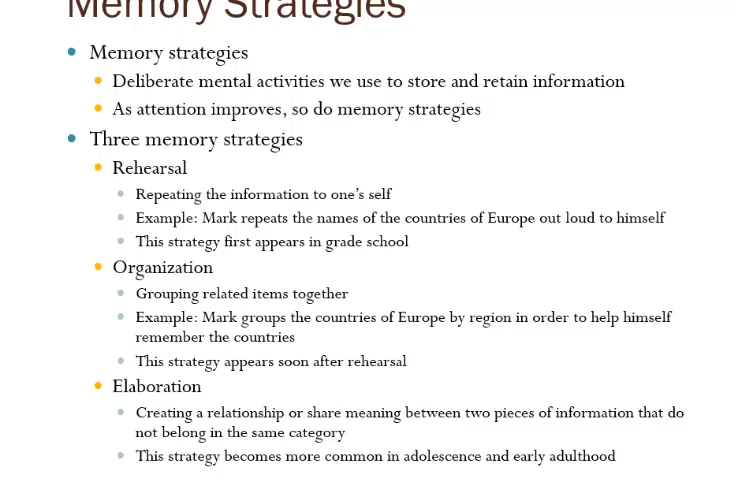 Memory Strategies
Memory strategies
Deliberate mental activities we use to store and retain information
As attention improves, so do memory strategies
Three memory strategies
Rehearsal
Repeating the information to one's self
Example: Mark repeats the names of the countries of Europe out loud to himself
This strategy first appears in grade school
Organization
Grouping related items together
Example: Mark groups the countries of Europe by region in order to help himself
remember the countries
This strategy appears soon after rehearsal
Elaboration
Creating a relationship or share meaning between two pieces of information that do
not belong in the same category
This strategy becomes more common in adolescence and early adulthood